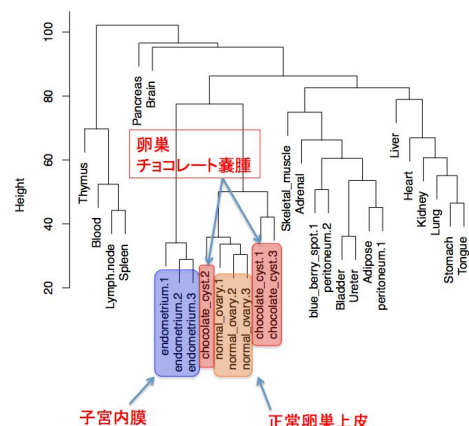 Height
100
80
60
40
20
卵巣
チョコレート嚢腫
Thymus
Blood
Lymph.node
Spleen
Pancreas
Brain
endometrium.1
endometrium.2
endometrium.3
chocolate_cyst.2
normal_ovary.1
normal_ovary.2
normal_ovary.3
chocolate_cyst.1
chocolate_cyst.3
Skeletal_muscle
Adrenal
blue_berry_spot.1
peritoneum.2
Bladder
Ureter
Adipose
peritoneum.1
Liver
Heart
Kidney
Lung
Stomach
Tongue
子宮内膜
正常卵巣上皮